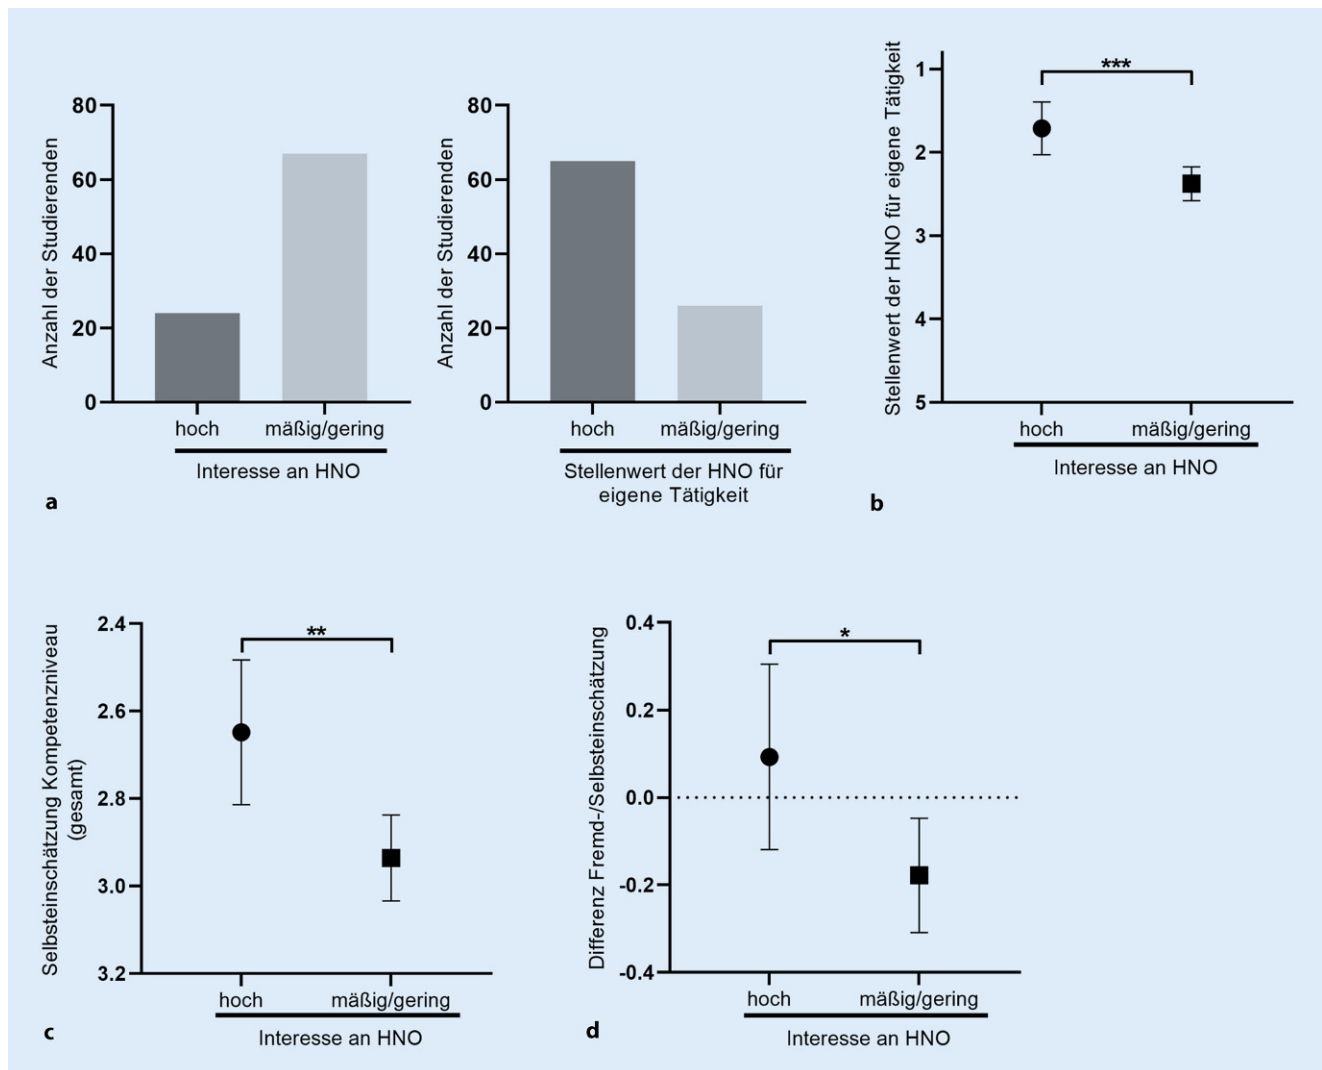 80
60
40
20
0
Anzahl der Studierenden
hoch
mäßig/gering
Interesse an HNO
a
80
60
40
20
0
Anzahl der Studierenden
hoch
mäßig/gering
Stellenwert der HNO für
eigene Tätigkeit
1
2
3
4
5
Stellenwert der HNO für eigene Tätigkeit
***
hoch
mäßig/gering
Interesse an HNO
b
2.4
2.6
2.8
3.0
3.2
Selbsteinschätzung Kompetenzniveau
(gesamt)
**
hoch
mäßig/gering
Interesse an HNO
c
0.4
0.2
0.0
-0.2
-0.4
Differenz Fremd-/Selbsteinschätzung
*
hoch
mäßig/gering
Interesse an HNO
d